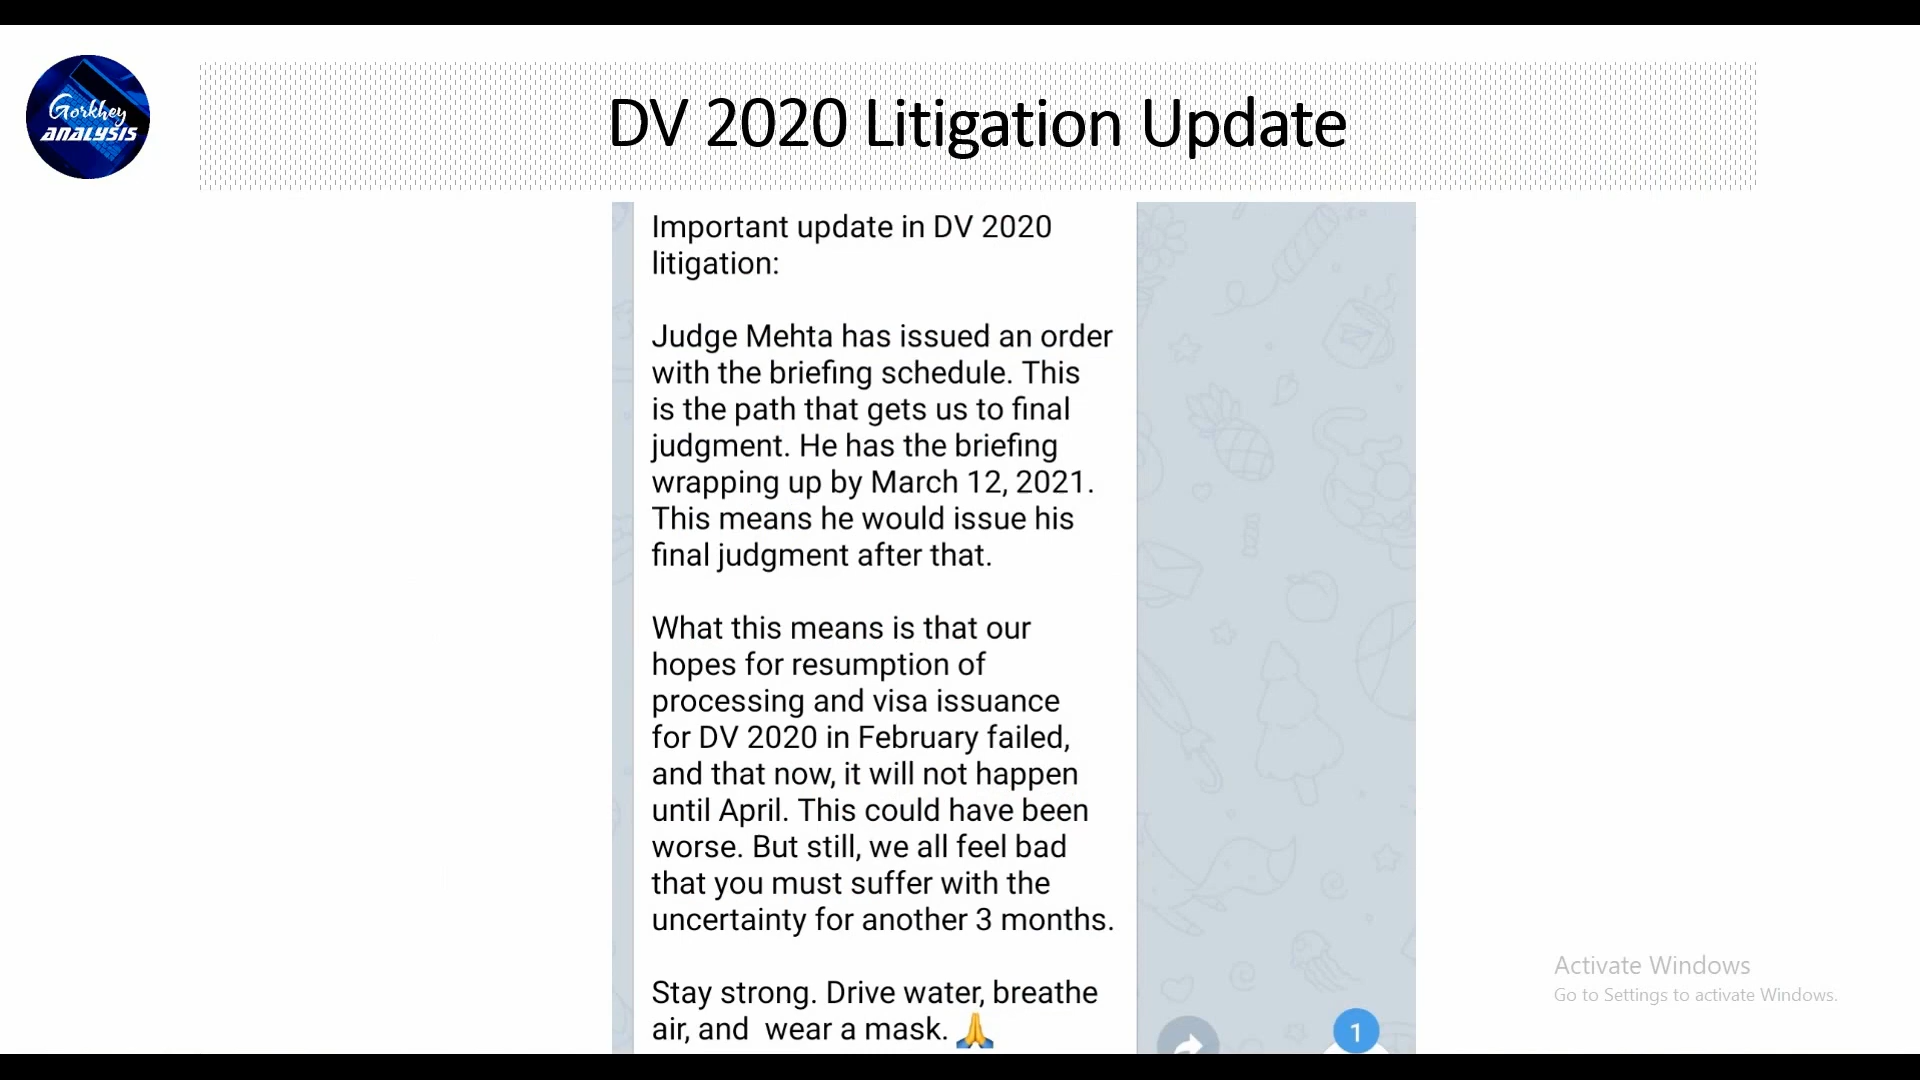 Gorkhey
ANALYSIS
DV 2020 Litigation Update
Important update in DV 2020
litigation:
Judge Mehta has issued an order
with the briefing schedule. This
is the path that gets us to final
judgment. He has the briefing
wrapping up by March 12, 2021.
This means he would issue his
final judgment after that.
What this means is that our
hopes for resumption of
processing and visa issuance
for DV 2020 in February failed,
and that now, it will not happen
until April. This could have been
worse. But still, we all feel bad
that you must suffer with the
uncertainty for another 3 months.
Stay strong. Drive water, breathe
air, and wear a mask. 🙏
1
Activate Windows
Go to Settings to activate Windows.